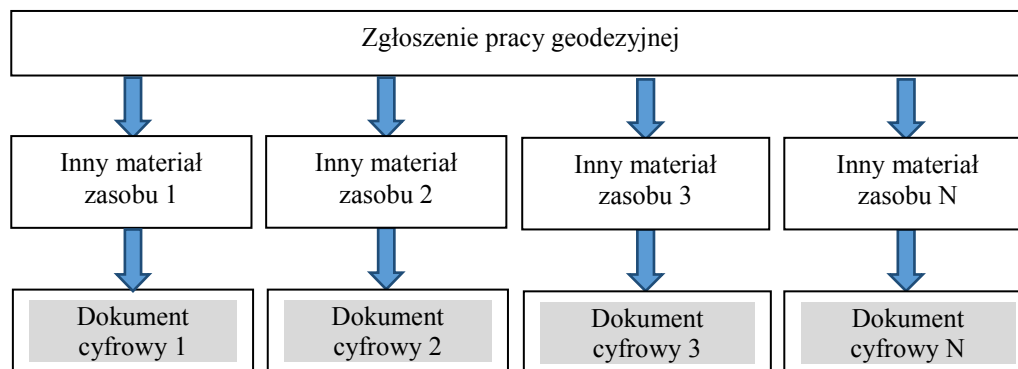 Zgłoszenie pracy geodezyjnej
Inny materiał
zasobu 1
Inny materiał
zasobu 2
Inny materiał
zasobu 3
Inny materiał
zasobu N
Dokument
cyfrowy 1
Dokument
cyfrowy 2
Dokument
cyfrowy 3
Dokument
cyfrowy N